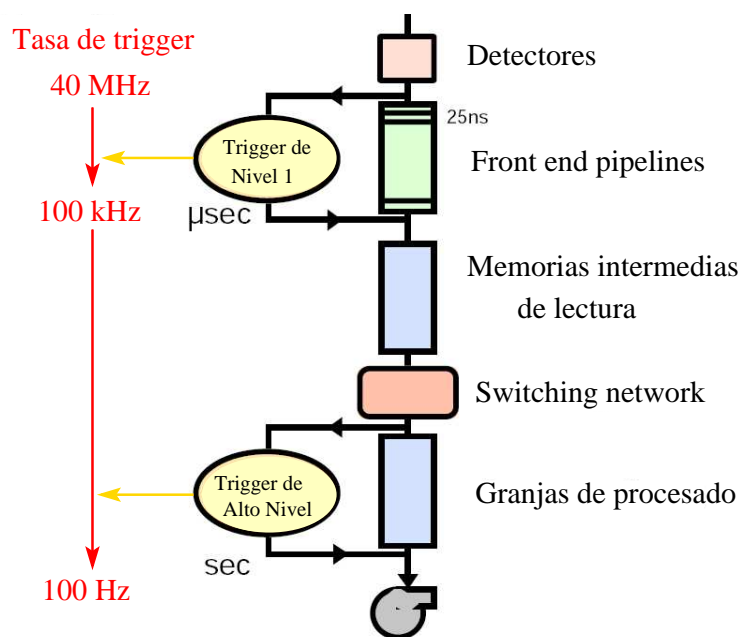 Tasa de trigger
40 MHz
100 kHz
100 Hz
Detectores
25ns
Trigger de
Nivel 1
µsec
Front end pipelines
Memorias intermedias
de lectura
Switching network
Trigger de
Alto Nivel
sec
Granjas de procesado